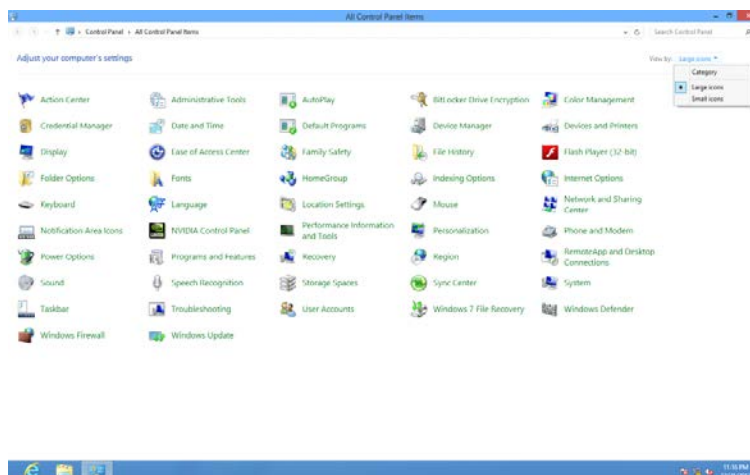 All Control Panel Items
Control Panel All Control Panel Items Search Control Panel
Adjust your computer's settings View by: Large icons
Category
Large icons
Small icons
Action Center Administrative Tools AutoPlay BitLocker Drive Encryption Color Management
Credential Manager Date and Time Default Programs Device Manager Devices and Printers
Display Ease of Access Center Family Safety File History Flash Player (32-bit)
Folder Options Fonts HomeGroup Indexing Options Internet Options
Keyboard Language Location Settings Mouse Network and Sharing
Center
Notification Area Icons NVIDIA Control Panel Performance Information
and Tools Personalization Phone and Modem
Power Options Programs and Features Recovery Region RemoteApp and Desktop
Connections
Sound Speech Recognition Storage Spaces Sync Center System
Taskbar Troubleshooting User Accounts Windows 7 File Recovery Windows Defender
Windows Firewall Windows Update
11:16 PM